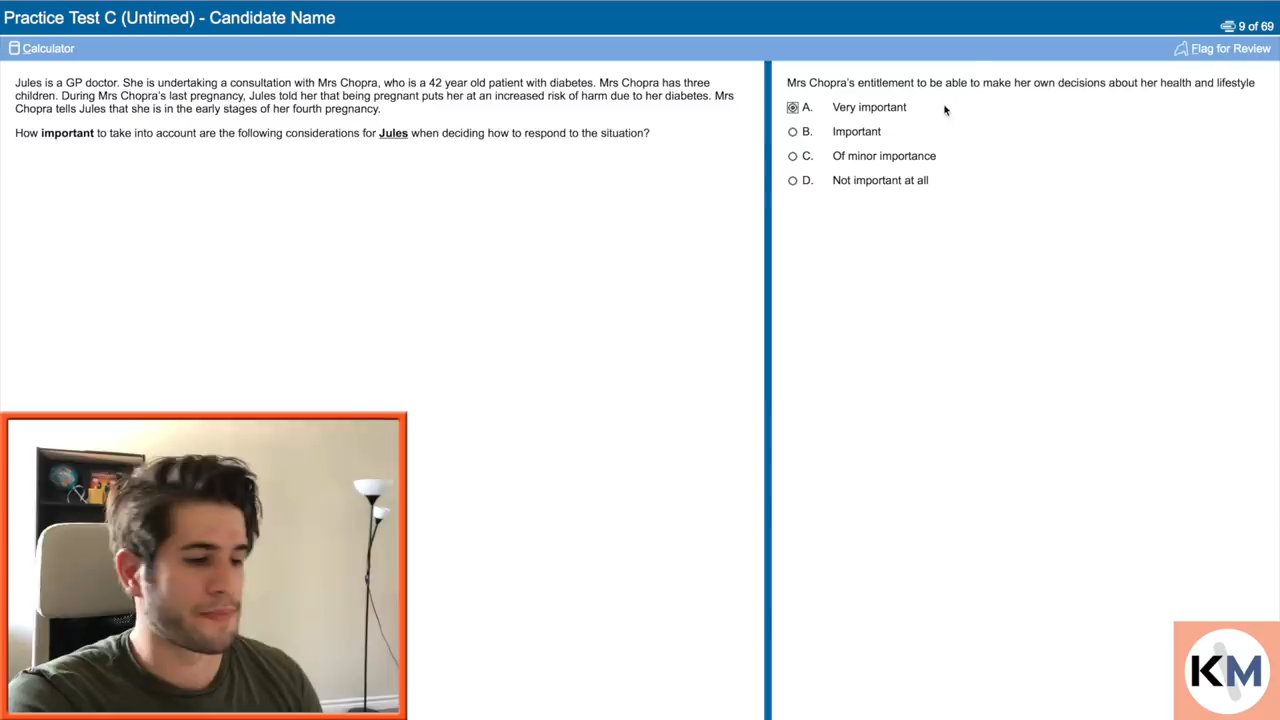 Practice Test C (Untimed) - Candidate Name
9 of 69
Calculator
Flag for Review
Jules is a GP doctor. She is undertaking a consultation with Mrs Chopra, who is a 42 year old patient with diabetes. Mrs Chopra has three
children. During Mrs Chopra's last pregnancy, Jules told her that being pregnant puts her at an increased risk of harm due to her diabetes. Mrs
Chopra tells Jules that she is in the early stages of her fourth pregnancy.
How important to take into account are the following considerations for Jules when deciding how to respond to the situation?
Mrs Chopra's entitlement to be able to make her own decisions about her health and lifestyle
A. Very important
B. Important
C. Of minor importance
D. Not important at all
KM